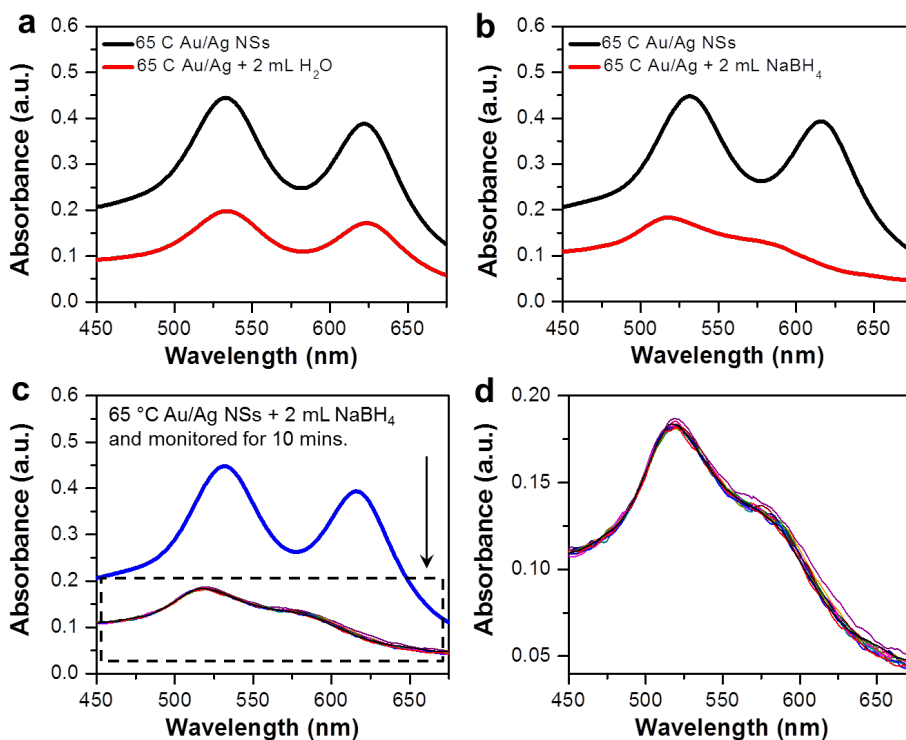 a
0.6
0.5
0.4
0.3
0.2
0.1
0.0
Absorbance (a.u.)
65 C Au/Ag NSs
65 C Au/Ag + 2 mL H₂O
450 500 550 600 650
Wavelength (nm)
b
0.6
0.5
0.4
0.3
0.2
0.1
0.0
Absorbance (a.u.)
65 C Au/Ag NSs
65 C Au/Ag + 2 mL NaBH₄
450 500 550 600 650
Wavelength (nm)
c
0.6
0.5
0.4
0.3
0.2
0.1
0.0
Absorbance (a.u.)
65 °C Au/Ag NSs + 2 mL NaBH₄
and monitored for 10 mins.
450 500 550 600 650
Wavelength (nm)
d
0.20
0.15
0.10
0.05
Absorbance (a.u.)
450 500 550 600 650
Wavelength (nm)